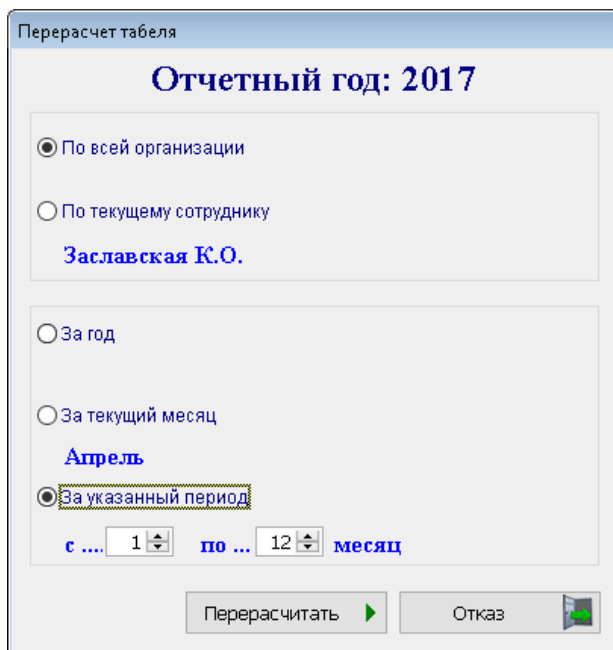 Перерасчет табеля
Отчетный год: 2017
По всей организации
По текущему сотруднику
Заславская К.О.
За год
За текущий месяц
Апрель
За указанный период
с .... 1 по ... 12 месяц
Перерасчитать Отказ